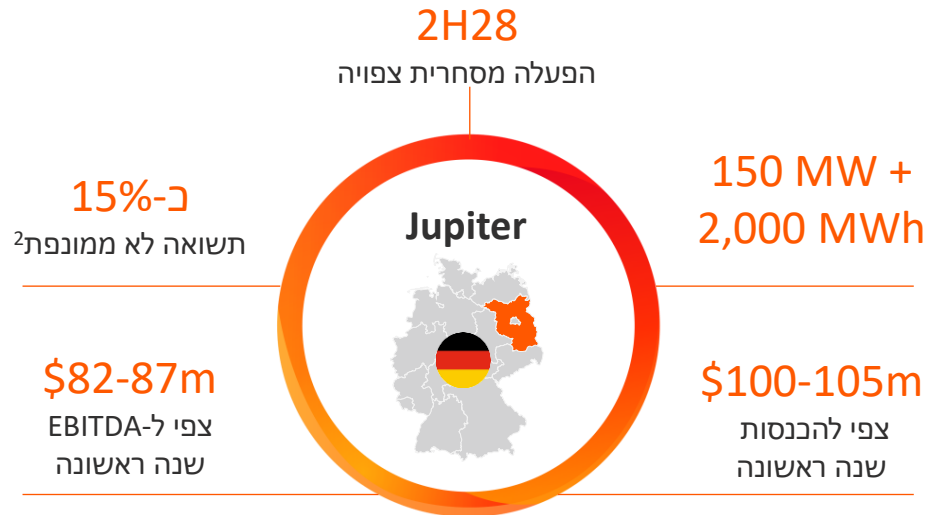 2H28
הפעלה מסחרית צפויה
150 MW +
2,000 MWh
כ-15%
תשואה לא ממונפת2
Jupiter
$100-105m
צפי להכנסות
שנה ראשונה
$82-87m
צפי ל-EBITDA
שנה ראשונה